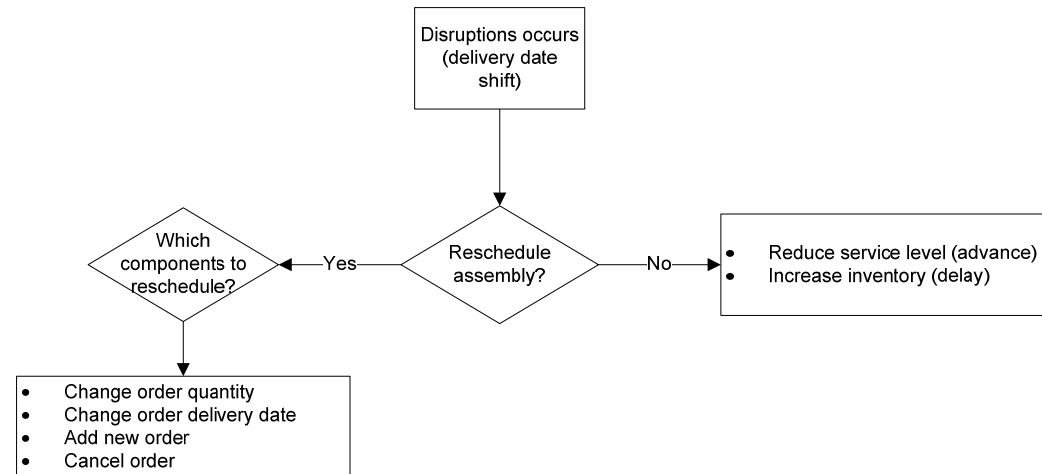 Disruptions occurs
(delivery date
shift)
Which
components to
reschedule?
Yes
Reschedule
assembly?
No
• Reduce service level (advance)
• Increase inventory (delay)
• Change order quantity
• Change order delivery date
• Add new order
• Cancel order